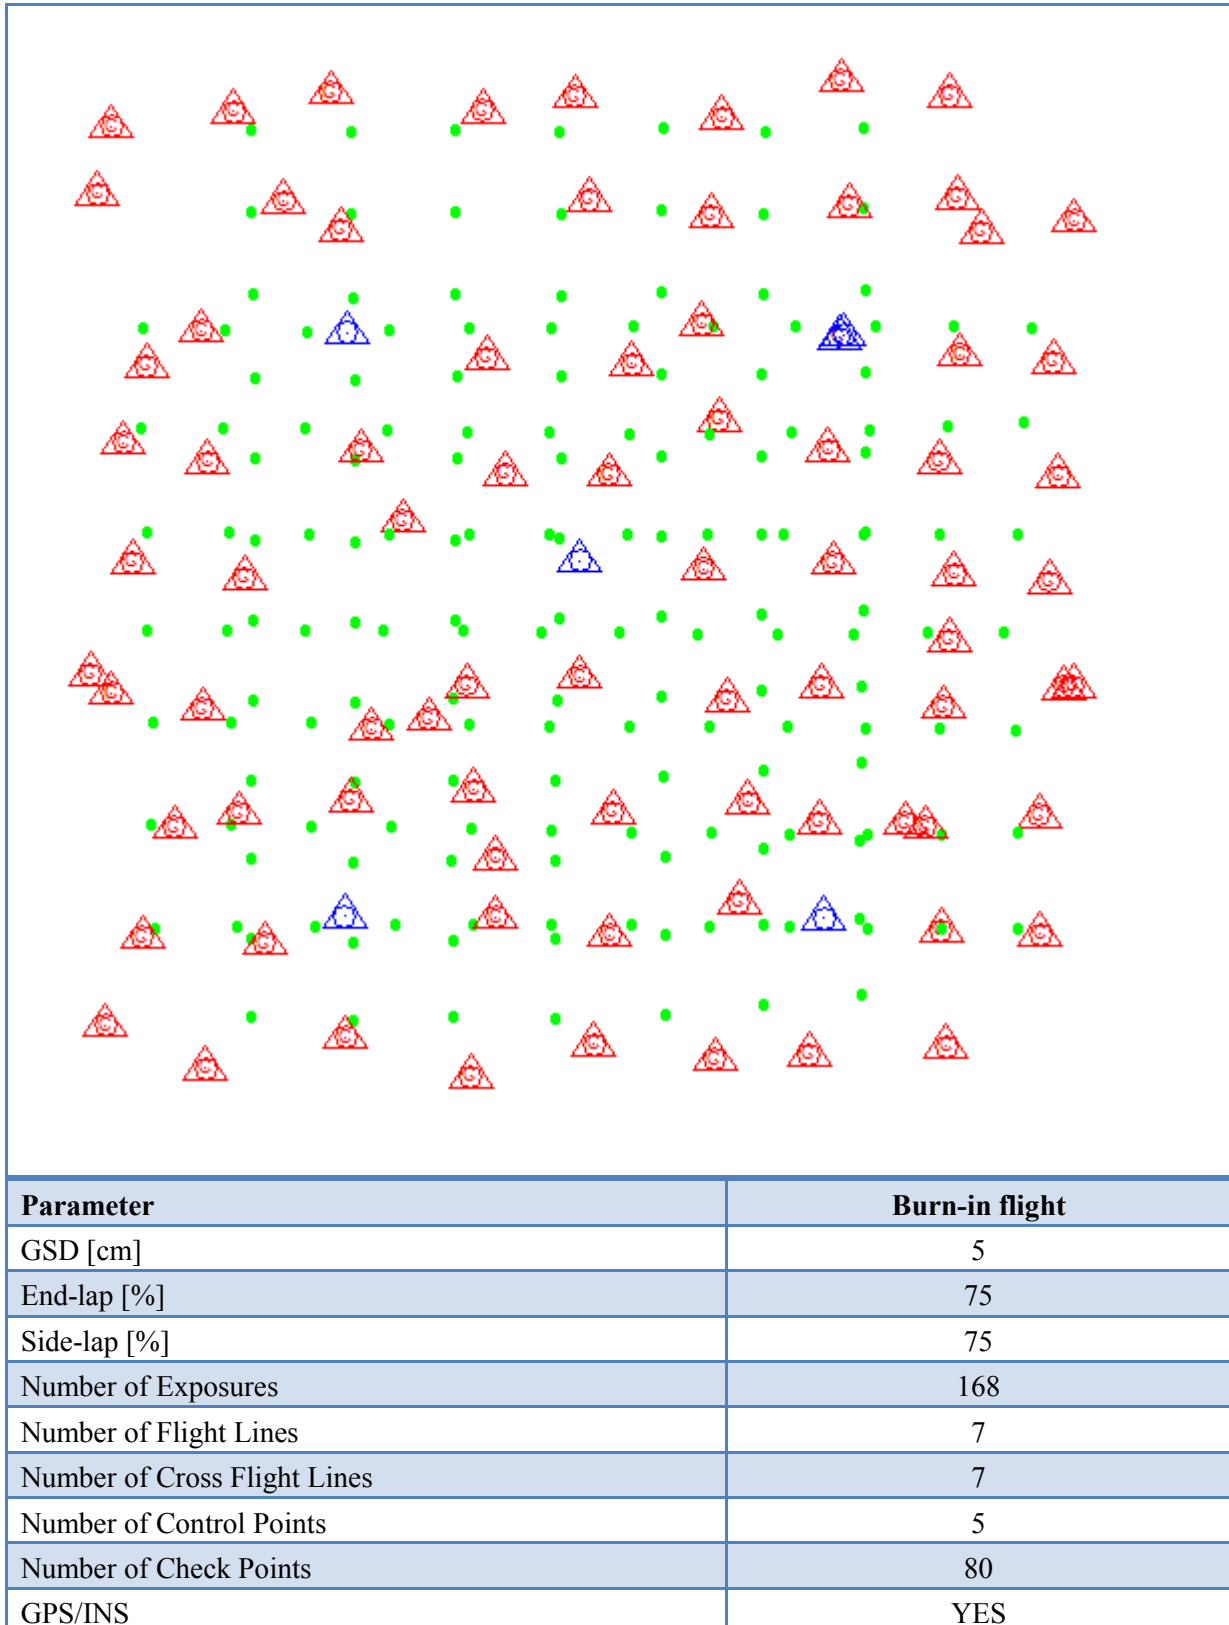 Parameter Burn-in flight
GSD [cm] 5
End-lap [%] 75
Side-lap [%] 75
Number of Exposures 168
Number of Flight Lines 7
Number of Cross Flight Lines 7
Number of Control Points 5
Number of Check Points 80
GPS/INS YES